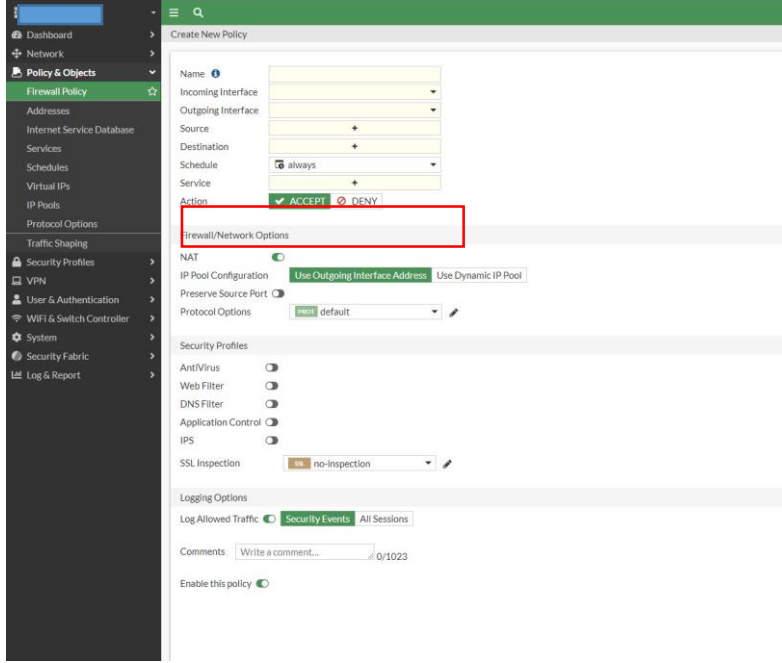 Create New Policy
Dashboard
Network
Policy & Objects
Firewall Policy
Addresses
Internet Service Database
Services
Schedules
Virtual IPs
IP Pools
Protocol Options
Traffic Shaping
Security Profiles
VPN
User & Authentication
WiFi & Switch Controller
System
Security Fabric
Log & Report
Name
Incoming Interface
Outgoing Interface
Source +
Destination +
Schedule always
Service +
Action ACCEPT DENY
Firewall/Network Options
NAT
IP Pool Configuration Use Outgoing Interface Address Use Dynamic IP Pool
Preserve Source Port
Protocol Options PROT default
Security Profiles
AntiVirus
Web Filter
DNS Filter
Application Control
IPS
SSL Inspection SSL no-inspection
Logging Options
Log Allowed Traffic Security Events All Sessions
Comments Write a comment... 0/1023
Enable this policy